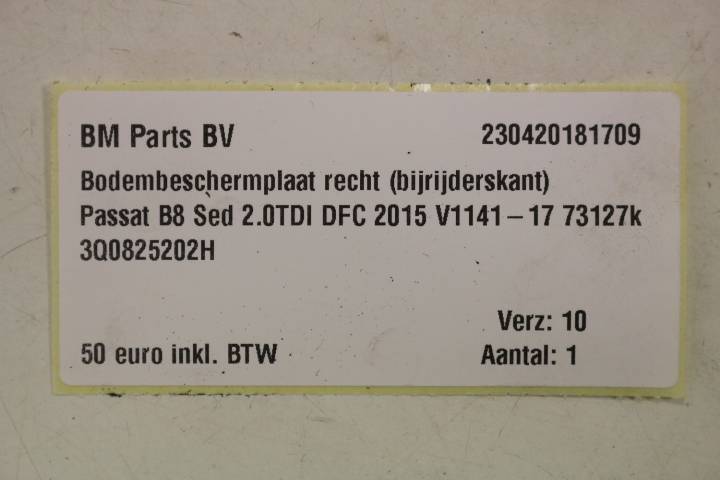 BM Parts BV 230420181709
Bodembeschermplaat recht (bijrijderskant)
Passat B8 Sed 2.0TDI DFC 2015 V1141-17 73127k
3Q0825202H
Verz: 10
50 euro inkl. BTW Aantal: 1